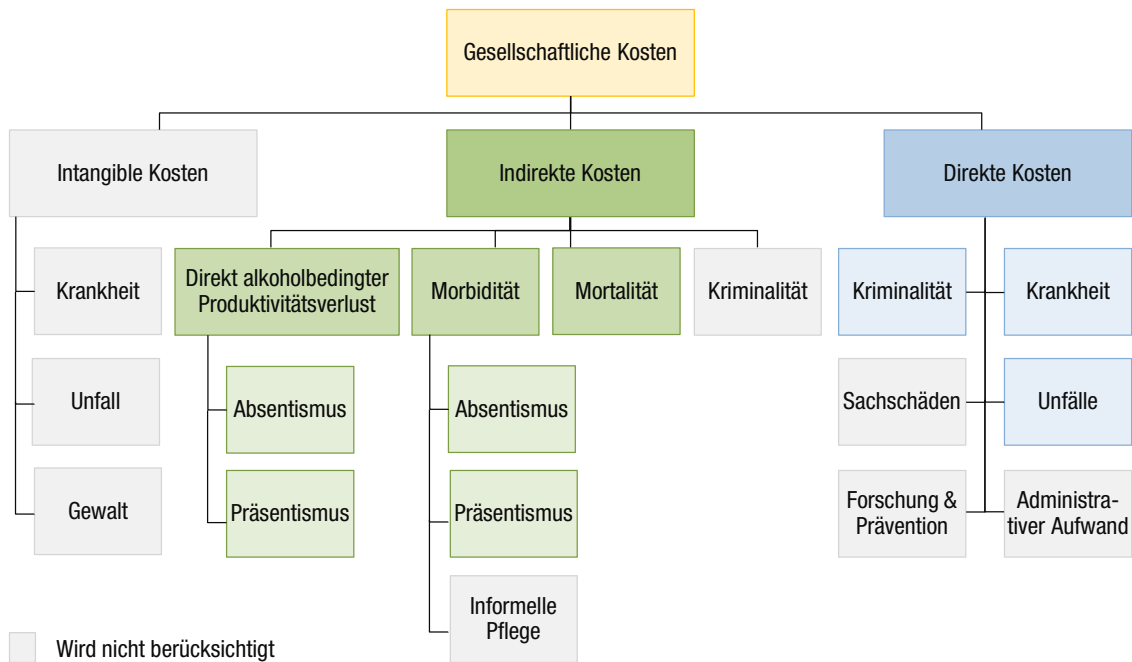 Gesellschaftliche Kosten
Intangible Kosten
Indirekte Kosten
Direkte Kosten
Krankheit
Direkt alkoholbedingter
Produktivitätsverlust
Morbidität
Mortalität
Kriminalität
Kriminalität
Krankheit
Unfall
Absentismus
Absentismus
Sachschäden
Unfälle
Gewalt
Präsentismus
Präsentismus
Forschung &
Prävention
Administra-
tiver Aufwand
Informelle
Pflege
Wird nicht berücksichtigt